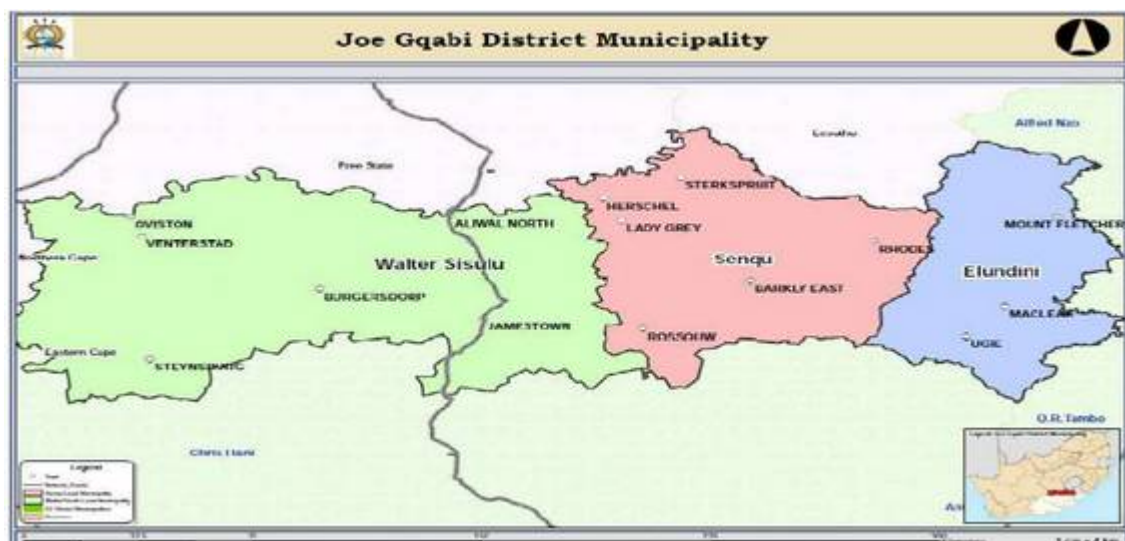 Joe Gqabi District Municipality
Alfred Nzo
Lesotho
Free State
STERKSPRUIT
HERSCHEL
OVISTON
ALIWAL NORTH
LADY GREY
MOUNT FLETCHER
VENTERSTAD
RHODES
Northern Cape
Walter Sisulu
Senqu
Elundini
BURGERSDORP
BARKLY EAST
MACLEAR
JAMESTOWN
ROSSOUW
UGIE
Eastern Cape
STEYNSBURG
O.R.Tambo
Chris Hani
Legend
Town